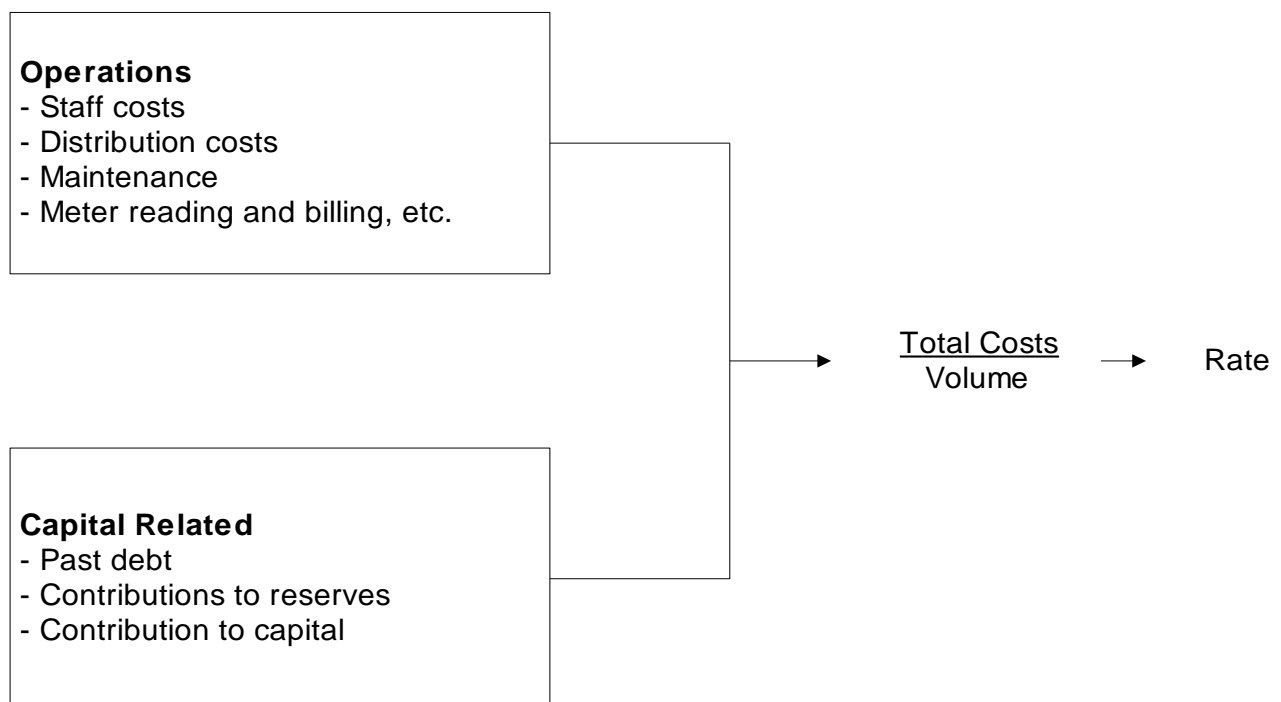 Operations
- Staff costs
- Distribution costs
- Maintenance
- Meter reading and billing, etc.
Total Costs
Volume
Rate
Capital Related
- Past debt
- Contributions to reserves
- Contribution to capital